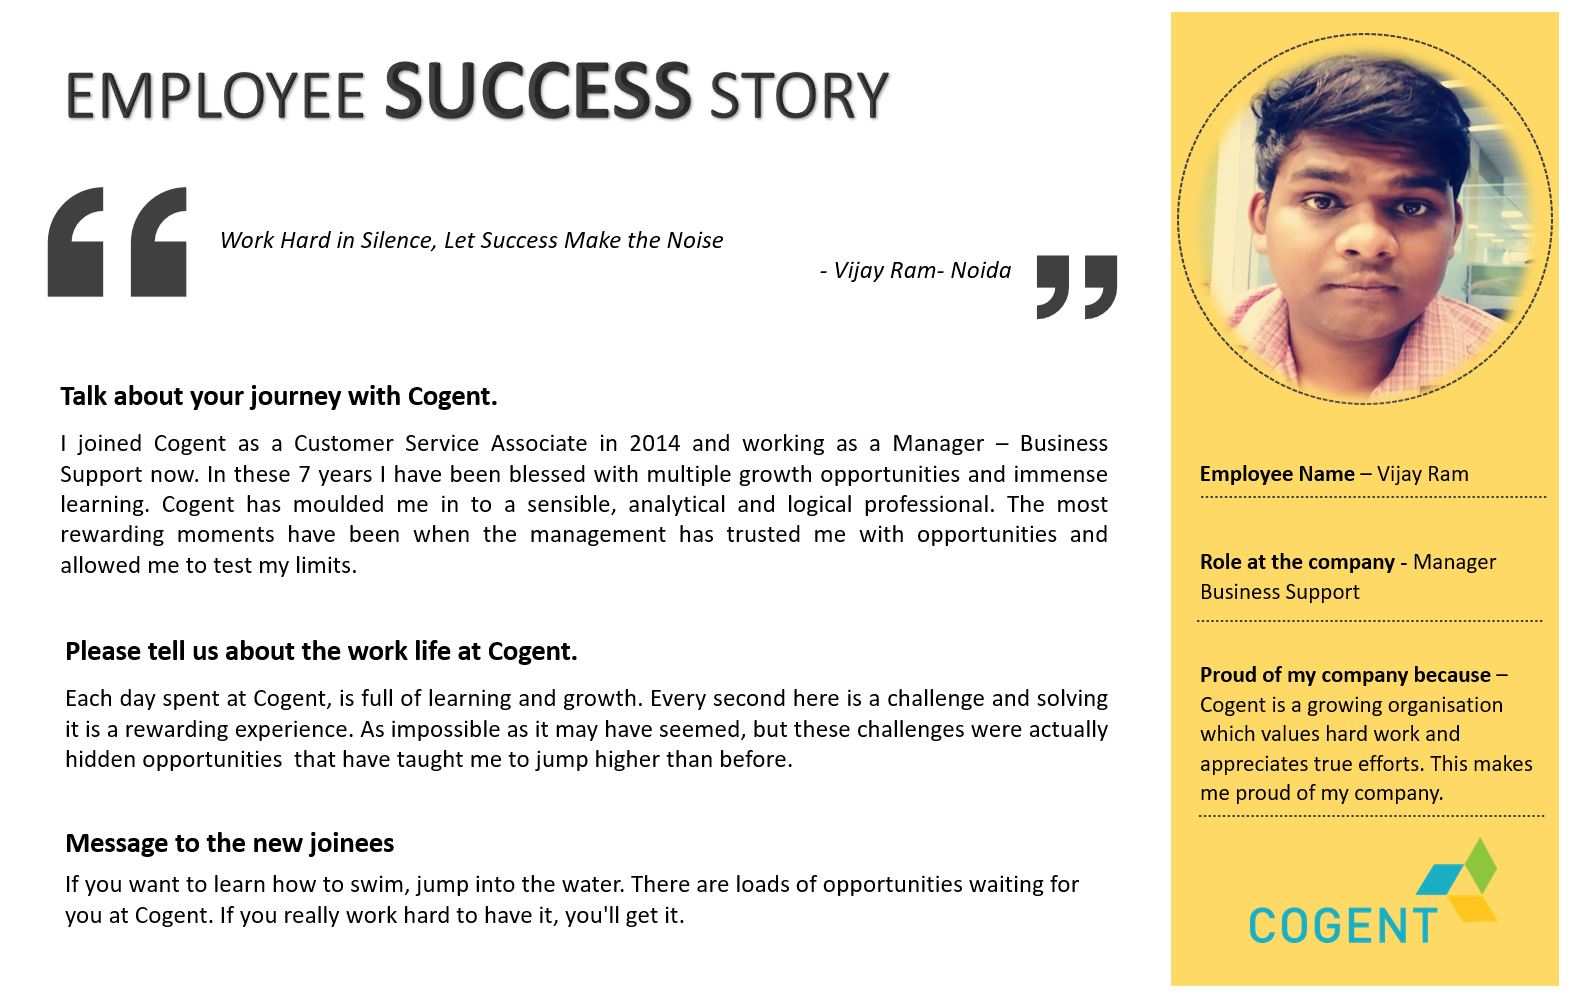 EMPLOYEE SUCCESS STORY
Work Hard in Silence, Let Success Make the Noise
- Vijay Ram- Noida
Talk about your journey with Cogent.
I joined Cogent as a Customer Service Associate in 2014 and working as a Manager – Business
Support now. In these 7 years I have been blessed with multiple growth opportunities and immense
learning. Cogent has moulded me in to a sensible, analytical and logical professional. The most
rewarding moments have been when the management has trusted me with opportunities and
allowed me to test my limits.
Please tell us about the work life at Cogent.
Each day spent at Cogent, is full of learning and growth. Every second here is a challenge and solving
it is a rewarding experience. As impossible as it may have seemed, but these challenges were actually
hidden opportunities  that have taught me to jump higher than before.
Message to the new joinees
If you want to learn how to swim, jump into the water. There are loads of opportunities waiting for
you at Cogent. If you really work hard to have it, you'll get it.
Employee Name – Vijay Ram
Role at the company - Manager
Business Support
Proud of my company because –
Cogent is a growing organisation
which values hard work and
appreciates true efforts. This makes
me proud of my company.
COGENT